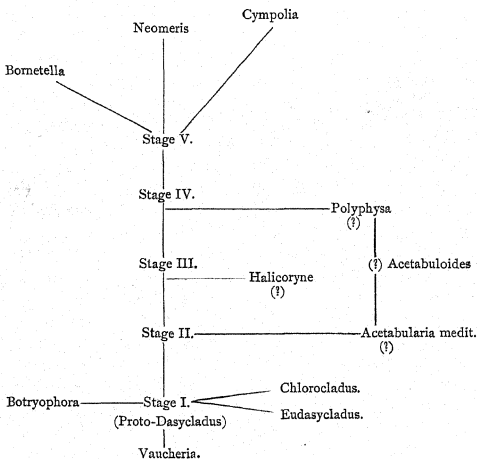 Cympolia
Neomeris
Bornetella
Stage V.
Stage IV.
Polyphysa
(?)
Stage III.
(?) Acetabuloides
Halicoryne
(?)
Stage II.
Acetabularia medit.
(?)
Chlorocladus.
Botryophora
Stage I.
Eudasycladus.
(Proto-Dasycladus)
Vaucheria.